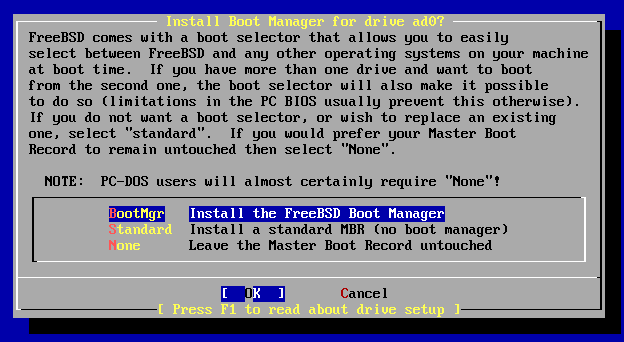 Install Boot Manager for drive ad0?
FreeBSD comes with a boot selector that allows you to easily
select between FreeBSD and any other operating systems on your machine
at boot time.  If you have more than one drive and want to boot
from the second one, the boot selector will also make it possible
to do so (limitations in the PC BIOS usually prevent this otherwise).
If you do not want a boot selector, or wish to replace an existing
one, select "standard".  If you would prefer your Master Boot
Record to remain untouched then select "None".
NOTE:  PC-DOS users will almost certainly require "None"!
BootMgr   Install the FreeBSD Boot Manager
Standard  Install a standard MBR (no boot manager)
None      Leave the Master Boot Record untouched
[  OK  ]       Cancel
[ Press F1 to read about drive setup ]